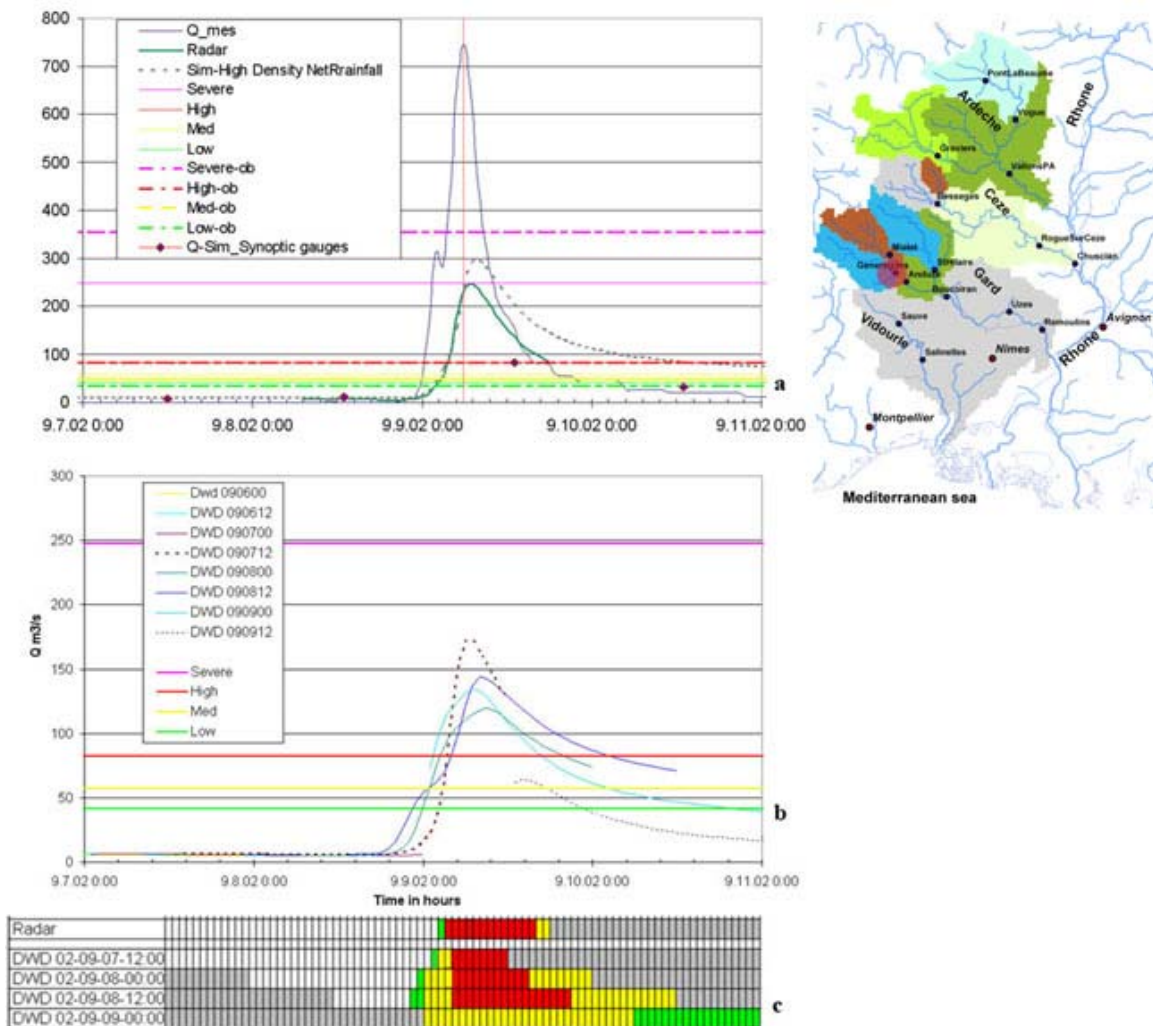 800
700
600
500
400
300
200
100
0
Q_mes
Radar
Sim-High Density NetRrainfall
Severe
High
Med
Low
Severe-ob
High-ob
Med-ob
Low-ob
Q-Sim_Synoptic gauges
a
9.7.02 0:00
9.8.02 0:00
9.9.02 0:00
9.10.02 0:00
9.11.02 0:00
PontLaBeaume
Ardeche
Vogue
Rhone
Grosiers
VallonsPA
Ceze
Besseges
RogueSurCeze
Chusclan
Mialet
Generargues
Anduze
Gard
Boucoiran
Uzes
Remoulins
Avignon
Sauve
Vidourle
Salinelles
Nimes
Rhone
Montpellier
Mediterranean sea
Q m3/s
300
250
200
150
100
50
0
Dwd 090600
DWD 090612
DWD 090700
DWD 090712
DWD 090800
DWD 090812
DWD 090900
DWD 090912
Severe
High
Med
Low
b
9.7.02 0:00
9.8.02 0:00
9.9.02 0:00
9.10.02 0:00
9.11.02 0:00
Time in hours
Radar
DWD 02-09-07-12:00
DWD 02-09-08-00:00
DWD 02-09-08-12:00
DWD 02-09-09-00:00
c